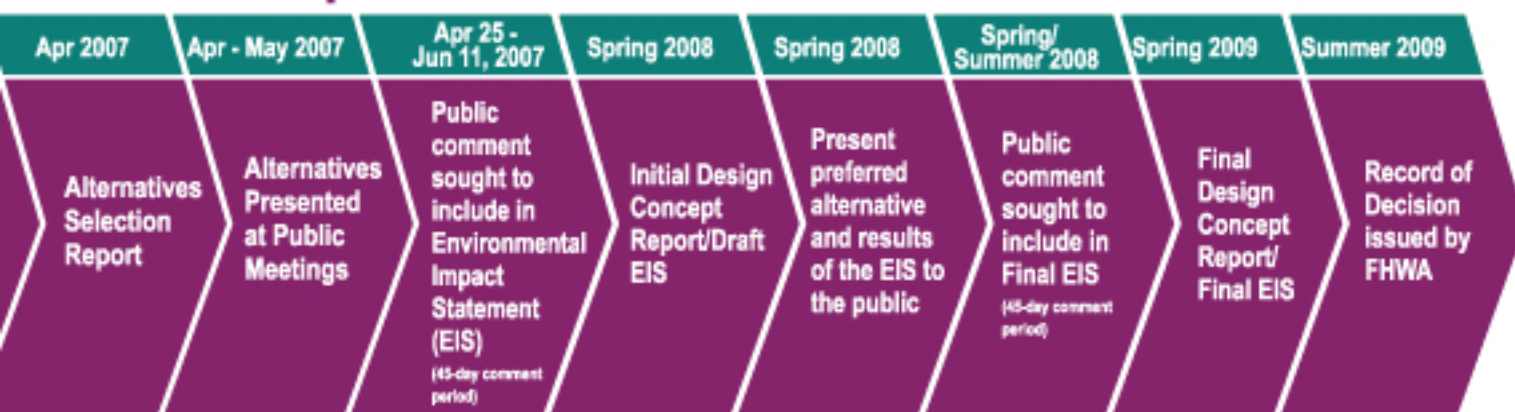 Apr 2007
Alternatives
Selection
Report
Apr - May 2007
Alternatives
Presented
at Public
Meetings
Apr 25 -
Jun 11, 2007
Public
comment
sought to
include in
Environmental
Impact
Statement
(EIS)
(45-day comment
period)
Spring 2008
Initial Design
Concept
Report/Draft
EIS
Spring 2008
Present
preferred
alternative
and results
of the EIS to
the public
Spring/
Summer 2008
Public
comment
sought to
include in
Final EIS
(45-day comment
period)
Spring 2009
Final
Design
Concept
Report/
Final EIS
Summer 2009
Record of
Decision
issued by
FHWA